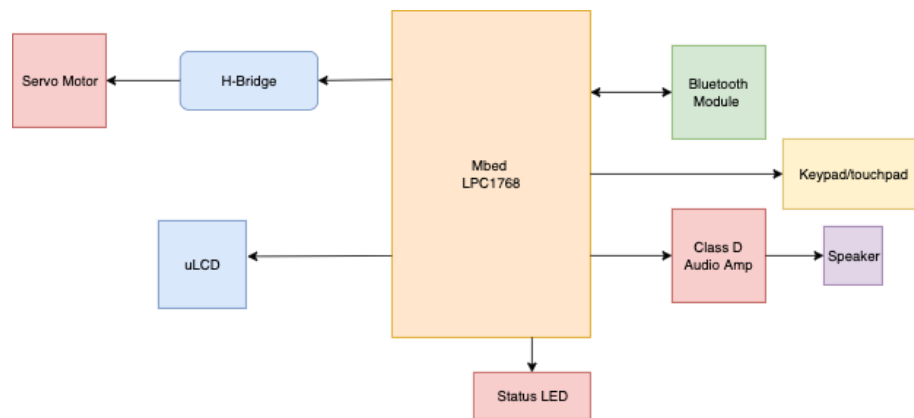 Servo Motor
H-Bridge
Bluetooth
Module
Mbed
LPC1768
Keypad/touchpad
uLCD
Class D
Audio Amp
Speaker
Status LED